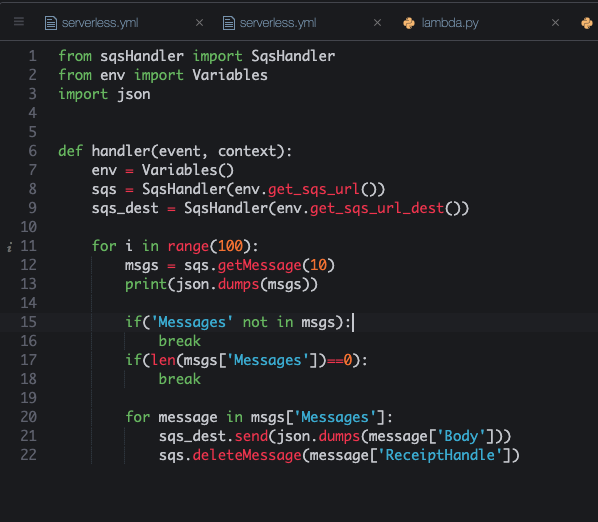 serverless.yml × serverless.yml × lambda.py ×
1 from sqsHandler import SqsHandler
2 from env import Variables
3 import json
4
5
6 def handler(event, context):
7     env = Variables()
8     sqs = SqsHandler(env.get_sqs_url())
9     sqs_dest = SqsHandler(env.get_sqs_url_dest())
10
i 11     for i in range(100):
12         msgs = sqs.getMessage(10)
13         print(json.dumps(msgs))
14
15         if('Messages' not in msgs):
16             break
17         if(len(msgs['Messages'])==0):
18             break
19
20         for message in msgs['Messages']:
21             sqs_dest.send(json.dumps(message['Body']))
22             sqs.deleteMessage(message['ReceiptHandle'])